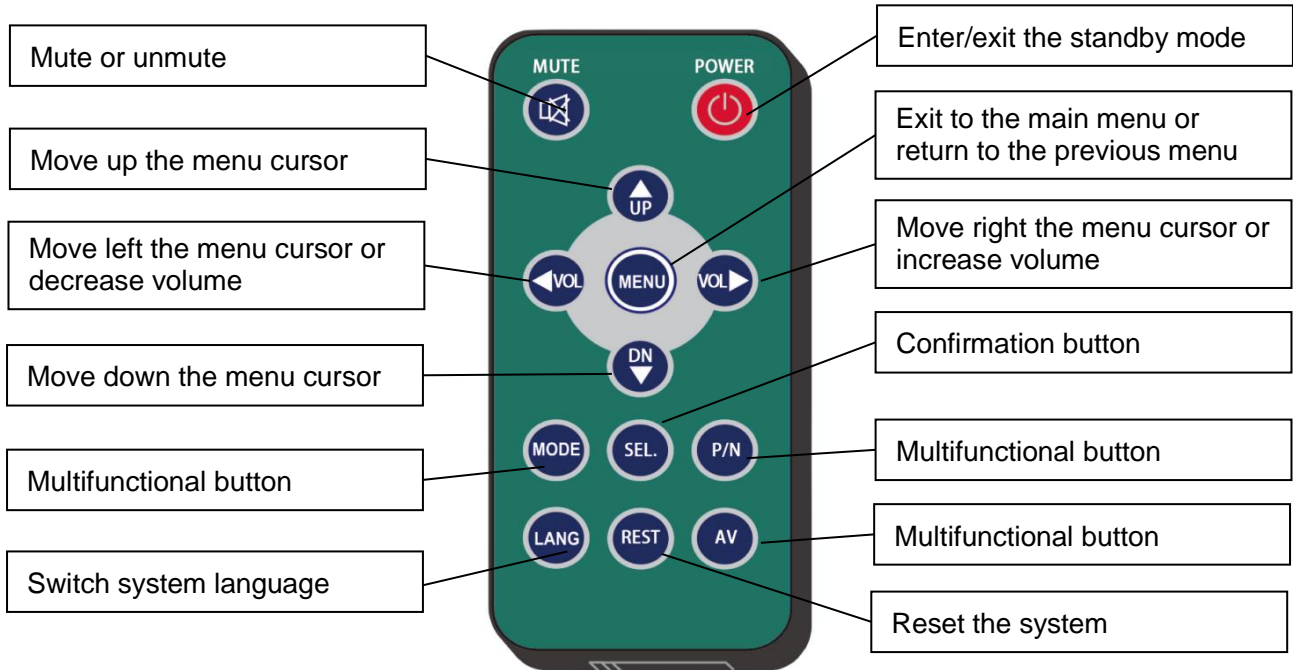 Mute or unmute
Move up the menu cursor
Move left the menu cursor or
decrease volume
Move down the menu cursor
Multifunctional button
Switch system language
MUTE
POWER
UP
VOL
MENU
VOL
DN
MODE
SEL.
P/N
LANG
REST
AV
Enter/exit the standby mode
Exit to the main menu or
return to the previous menu
Move right the menu cursor or
increase volume
Confirmation button
Multifunctional button
Multifunctional button
Reset the system